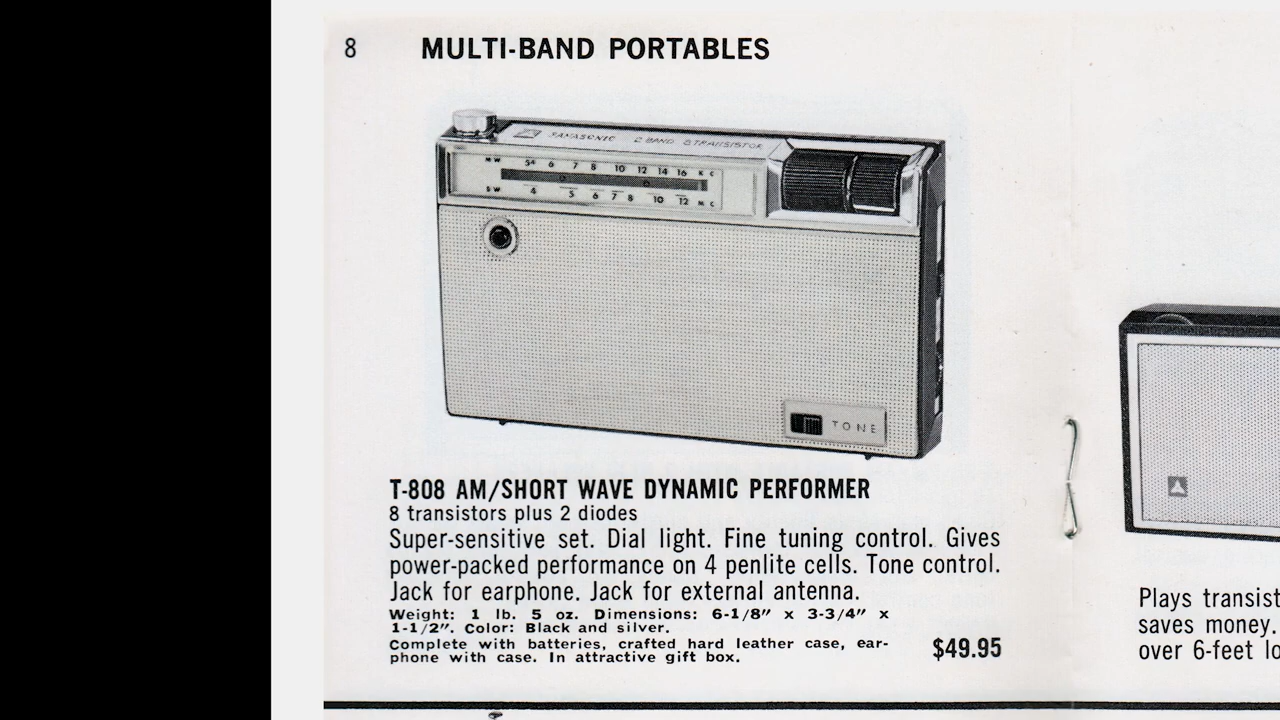 8 MULTI-BAND PORTABLES
PANASONIC 2 BAND 8 TRANSISTOR
MW 5* 6 7 8 10 12 14 16 KC
SW 4 5 6 7 8 10 12 MC
TONE
T-808 AM/SHORT WAVE DYNAMIC PERFORMER
8 transistors plus 2 diodes
Super-sensitive set. Dial light. Fine tuning control. Gives
power-packed performance on 4 penlite cells. Tone control.
Jack for earphone. Jack for external antenna.
Weight: 1 lb. 5 oz. Dimensions: 6-1/8" x 3-3/4" x
1-1/2". Color: Black and silver.
Complete with batteries, crafted hard leather case, ear-
phone with case. In attractive gift box.
$49.95
Plays transist
saves money.
over 6-feet lo